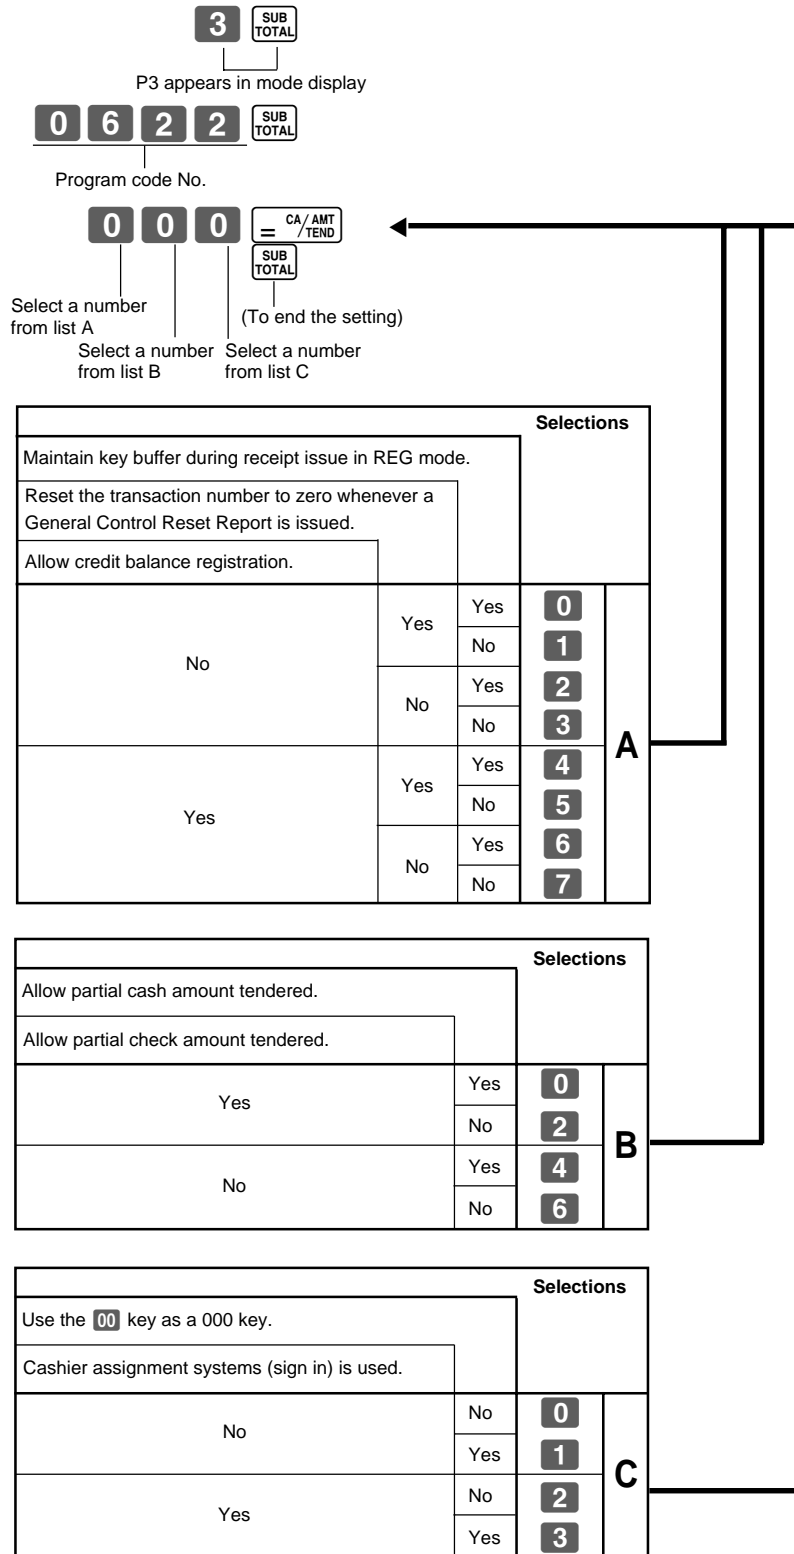 3 SUB
TOTAL
P3 appears in mode display
0 6 2 2 SUB
TOTAL
Program code No.
0 0 0 = CA/AMT
TEND
SUB
TOTAL
Select a number
from list A
(To end the setting)
Select a number
from list B
Select a number
from list C
Selections
Maintain key buffer during receipt issue in REG mode.
Reset the transaction number to zero whenever a
General Control Reset Report is issued.
Allow credit balance registration.
No Yes Yes 0
No 1
No Yes 2
No 3
A
Yes Yes Yes 4
No 5
No Yes 6
No 7
Selections
Allow partial cash amount tendered.
Allow partial check amount tendered.
Yes Yes 0
No 2
B
No Yes 4
No 6
Selections
Use the 00 key as a 000 key.
Cashier assignment systems (sign in) is used.
No No 0
Yes 1
C
Yes No 2
Yes 3